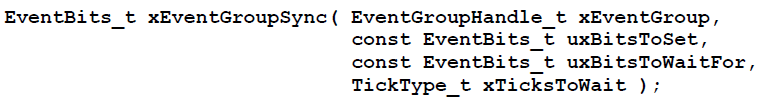 EventBits_t xEventGroupSync( EventGroupHandle_t xEventGroup,
const EventBits_t uxBitsToSet,
const EventBits_t uxBitsToWaitFor,
TickType_t xTicksToWait );